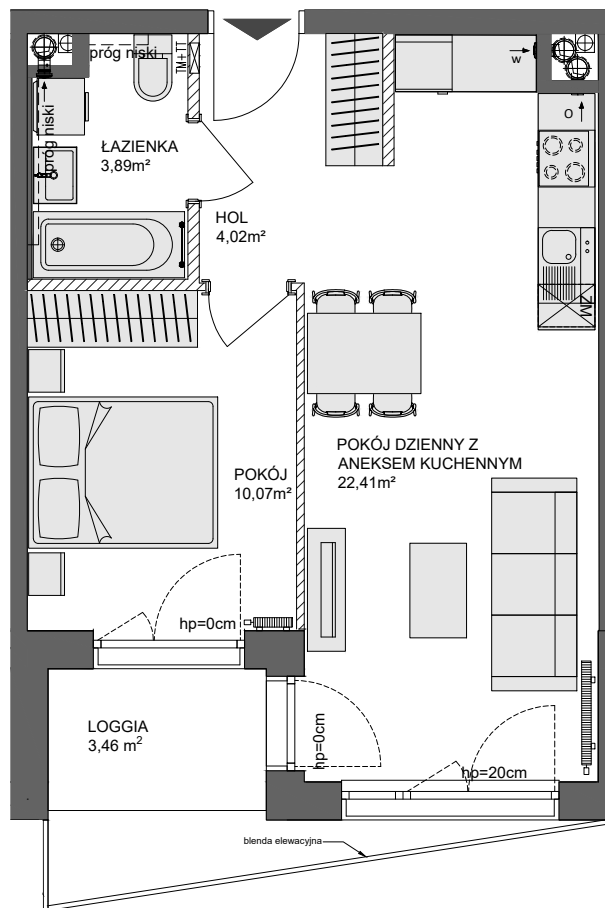 próg niski
TM+TT
W
próg niski
O
ŁAZIENKA
3,89m²
HOL
4,02m²
ZM
POKÓJ DZIENNY Z
ANEKSEM KUCHENNYM
22,41m²
POKÓJ
10,07m²
hp=0cm
LOGGIA
3,46 m²
hp=0cm
hp=20cm
blenda elewacyjna